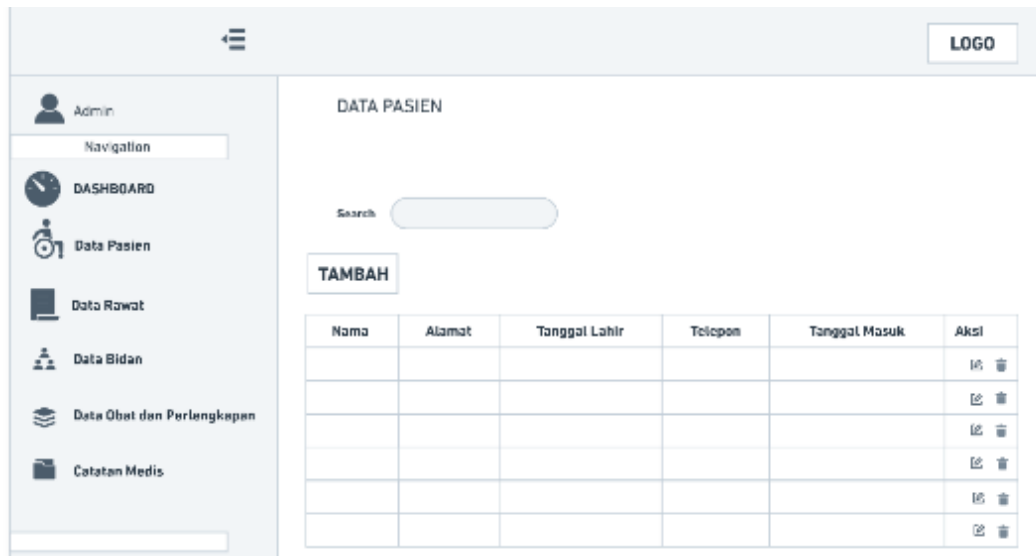 LOGO
Admin
Navigation
DASHBOARD
Data Pasien
Data Rawat
Data Bidan
Data Obat dan Perlengkapan
Catatan Medis
DATA PASIEN
Search
TAMBAH
Nama Alamat Tanggal Lahir Telepon Tanggal Masuk Aksi